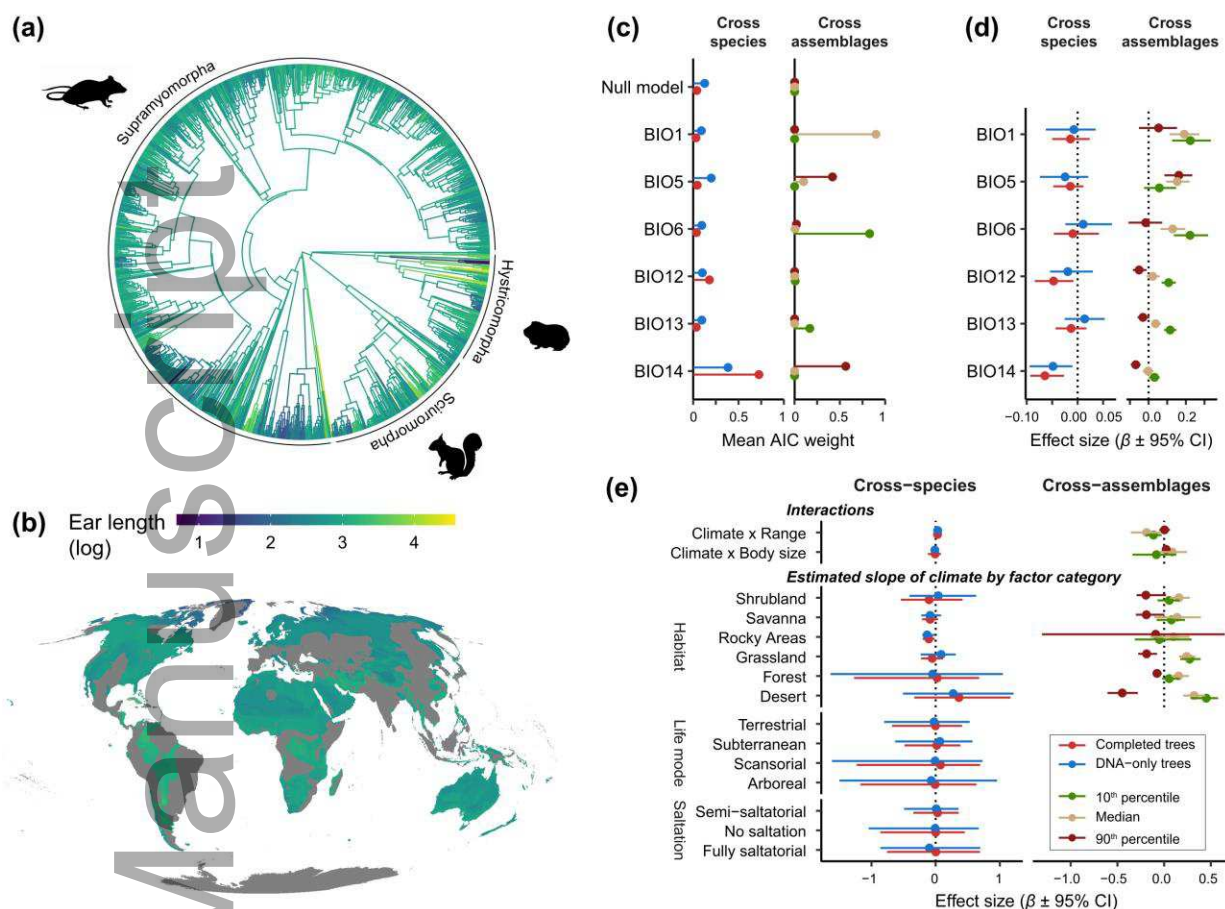 (a)
Supramyomorpha
Hystricomorpha
Sciuromorpha
(b)
Ear length
(log)
1 2 3 4
(c)
Cross
species
Cross
assemblages
Null model
BIO1
BIO5
BIO6
BIO12
BIO13
BIO14
0 0.5 1 0 0.5 1
Mean AIC weight
(d)
Cross
species
Cross
assemblages
BIO1
BIO5
BIO6
BIO12
BIO13
BIO14
−0.10 0.00 0.05 0.0 0.2
Effect size (β ± 95% CI)
(e)
Cross−species
Cross−assemblages
Interactions
Climate x Range
Climate x Body size
Estimated slope of climate by factor category
Habitat
Shrubland
Savanna
Rocky Areas
Grassland
Forest
Desert
Life mode
Terrestrial
Subterranean
Scansorial
Arboreal
Saltation
Semi−saltatorial
No saltation
Fully saltatorial
Completed trees
DNA−only trees
10th percentile
Median
90th percentile
−1 0 1 −1.0 −0.5 0.0 0.5
Effect size (β ± 95% CI)
Manuscript